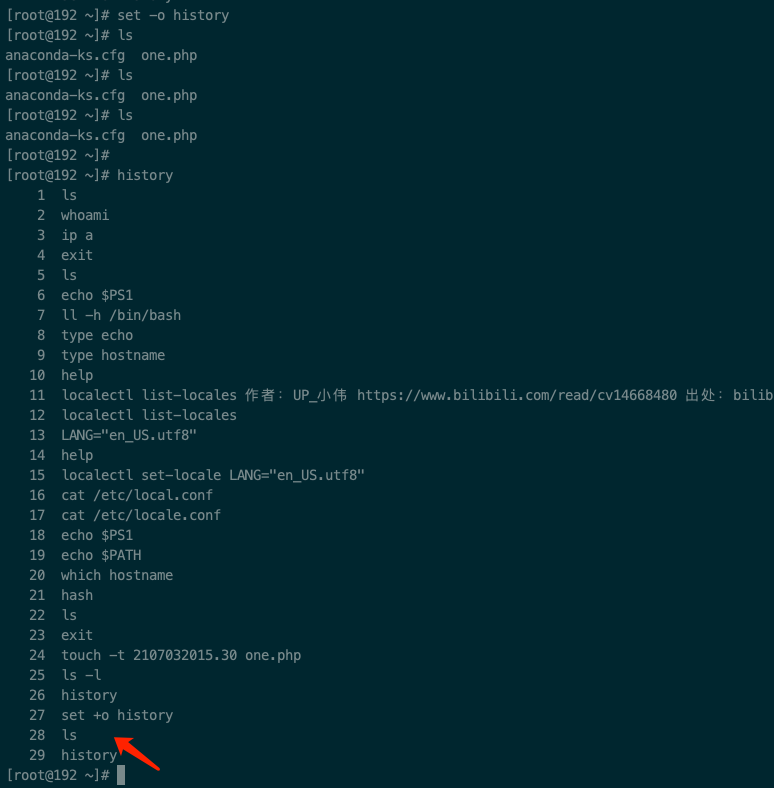 [root@192 ~]# set -o history
[root@192 ~]# ls
anaconda-ks.cfg  one.php
[root@192 ~]# ls
anaconda-ks.cfg  one.php
[root@192 ~]# ls
anaconda-ks.cfg  one.php
[root@192 ~]#
[root@192 ~]# history
    1  ls
    2  whoami
    3  ip a
    4  exit
    5  ls
    6  echo $PS1
    7  ll -h /bin/bash
    8  type echo
    9  type hostname
   10  help
   11  localectl list-locales 作者：UP_小伟 https://www.bilibili.com/read/cv14668480 出处：bilib
   12  localectl list-locales
   13  LANG="en_US.utf8"
   14  help
   15  localectl set-locale LANG="en_US.utf8"
   16  cat /etc/local.conf
   17  cat /etc/locale.conf
   18  echo $PS1
   19  echo $PATH
   20  which hostname
   21  hash
   22  ls
   23  exit
   24  touch -t 2107032015.30 one.php
   25  ls -l
   26  history
   27  set +o history
   28  ls
   29  history
[root@192 ~]#